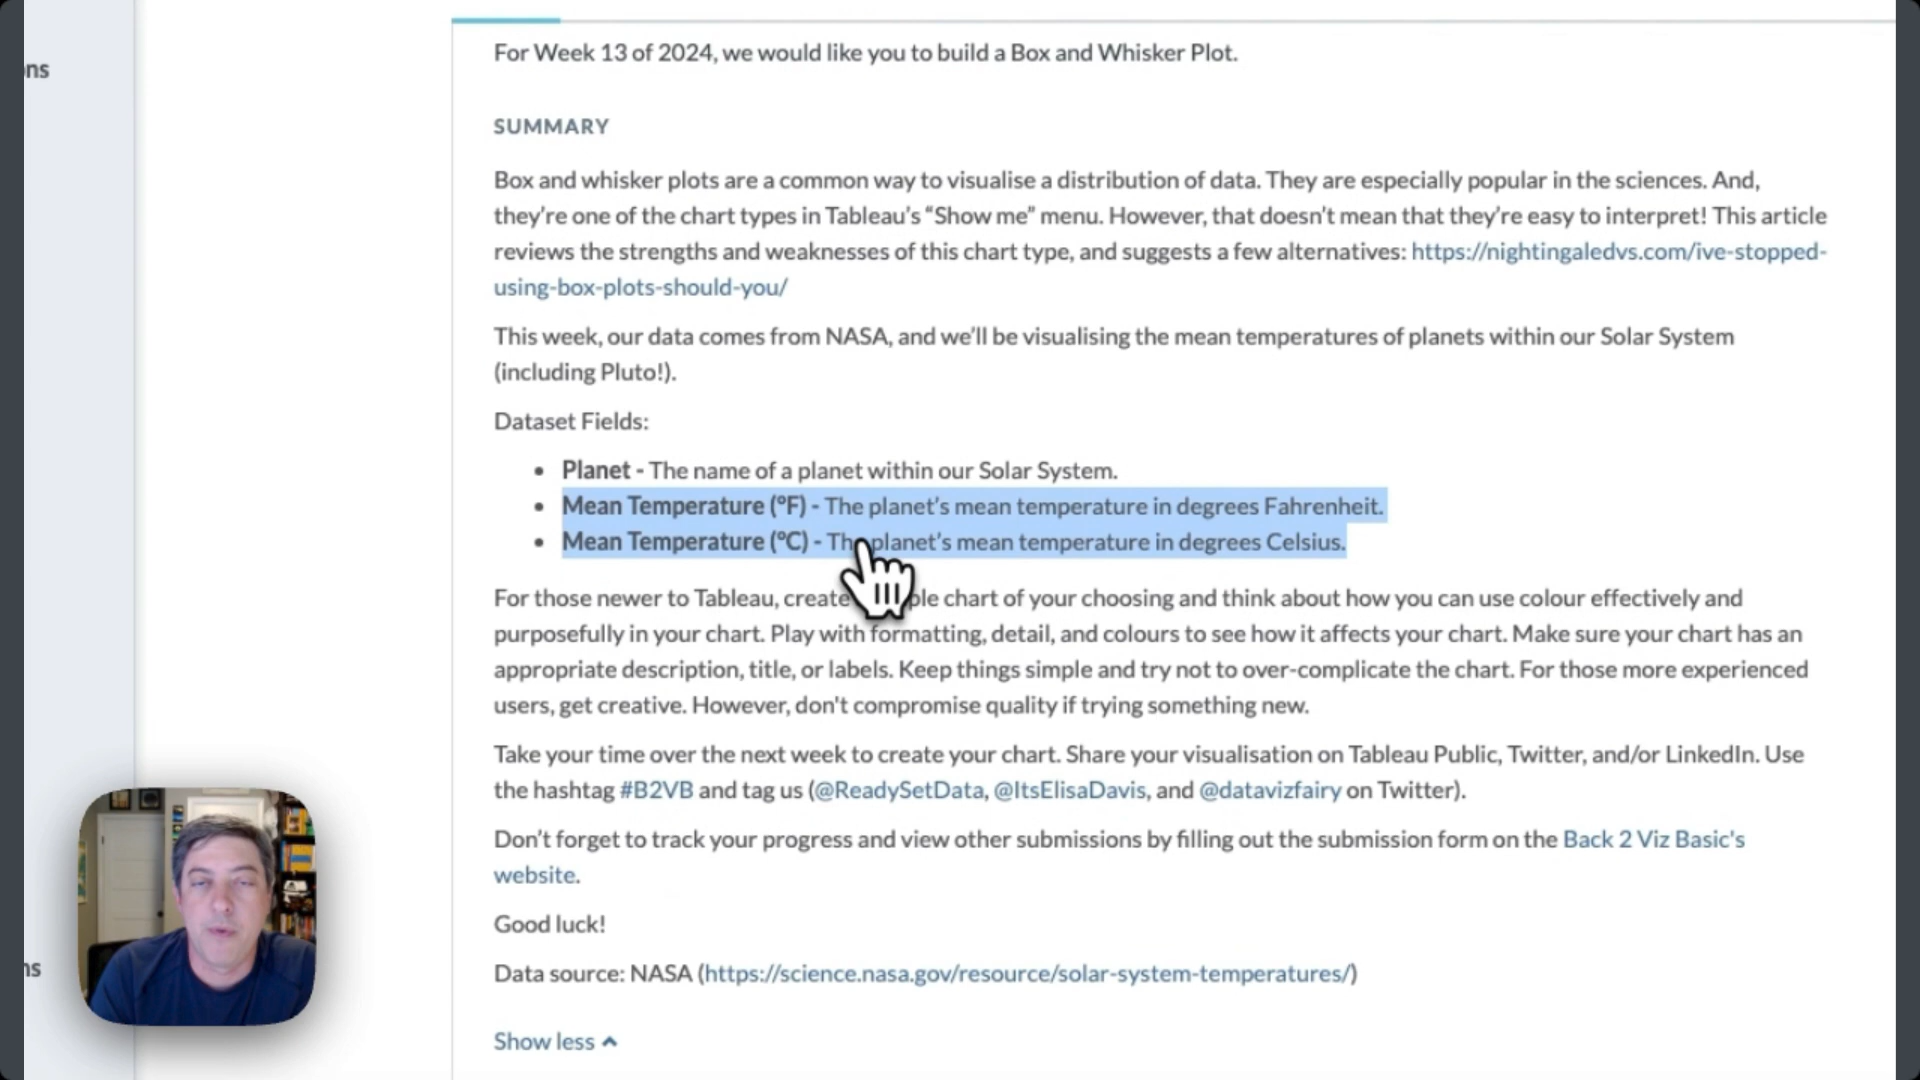 ns
For Week 13 of 2024, we would like you to build a Box and Whisker Plot.
SUMMARY
Box and whisker plots are a common way to visualise a distribution of data. They are especially popular in the sciences. And,
they're one of the chart types in Tableau's “Show me” menu. However, that doesn't mean that they're easy to interpret! This article
reviews the strengths and weaknesses of this chart type, and suggests a few alternatives: https://nightingaledvs.com/ive-stopped-
using-box-plots-should-you/
This week, our data comes from NASA, and we'll be visualising the mean temperatures of planets within our Solar System
(including Pluto!).
Dataset Fields:
• Planet - The name of a planet within our Solar System.
• Mean Temperature (°F) - The planet's mean temperature in degrees Fahrenheit.
• Mean Temperature (°C) - The planet's mean temperature in degrees Celsius.
For those newer to Tableau, create chart of your choosing and think about how you can use colour effectively and
purposefully in your chart. Play with formatting, detail, and colours to see how it affects your chart. Make sure your chart has an
appropriate description, title, or labels. Keep things simple and try not to over-complicate the chart. For those more experienced
users, get creative. However, don't compromise quality if trying something new.
Take your time over the next week to create your chart. Share your visualisation on Tableau Public, Twitter, and/or LinkedIn. Use
the hashtag #B2VB and tag us (@ReadySetData, @ItsElisaDavis, and @datavizfairy on Twitter).
Don't forget to track your progress and view other submissions by filling out the submission form on the Back 2 Viz Basic's
website.
Good luck!
ns
Data source: NASA (https://science.nasa.gov/resource/solar-system-temperatures/)
Show less